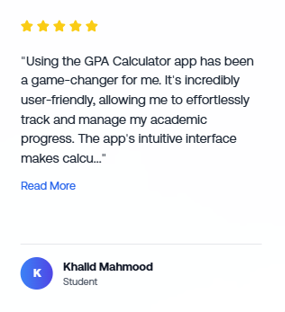 "Using the GPA Calculator app has been
a game-changer for me. It's incredibly
user-friendly, allowing me to effortlessly
track and manage my academic
progress. The app's intuitive interface
makes calcu..."
Read More
K
Khalid Mahmood
Student